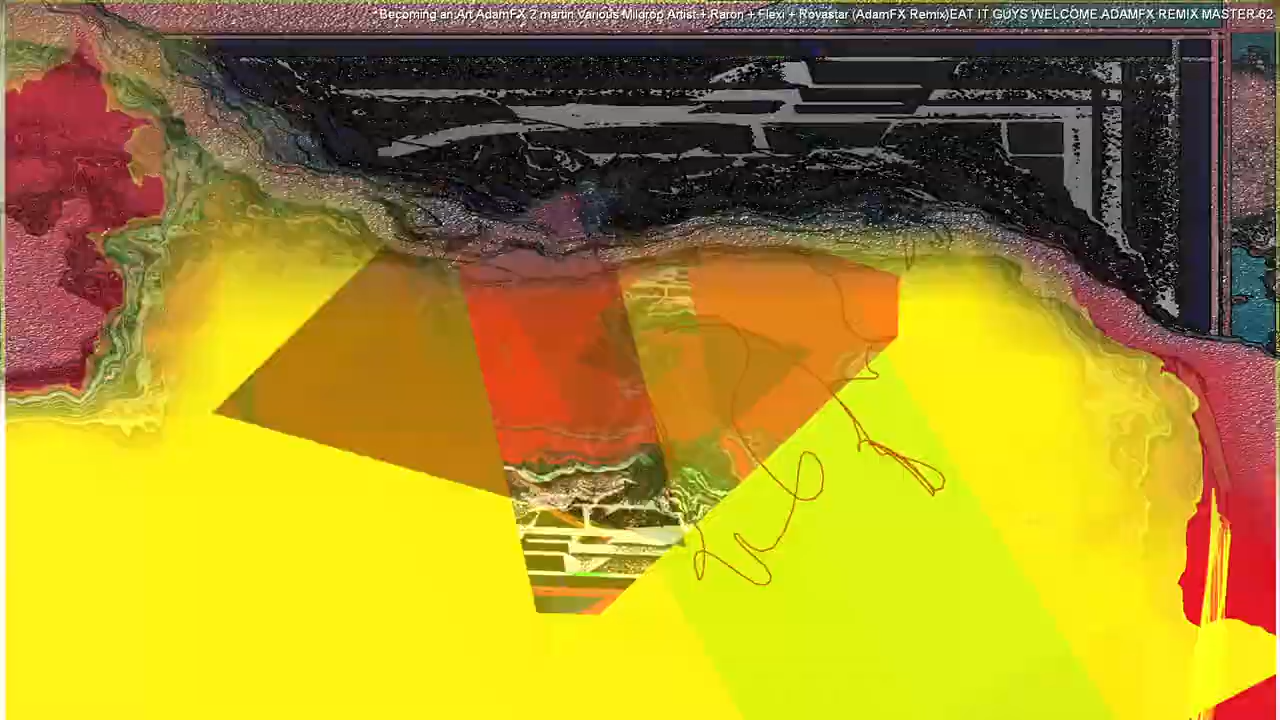 * Becoming an Art AdamFX 2 martin Various Mildrop Artist + Raron + Flexi + Rovastar (AdamFX Remix)EAT IT GUYS WELCOME ADAMFX REMIX MASTER 62